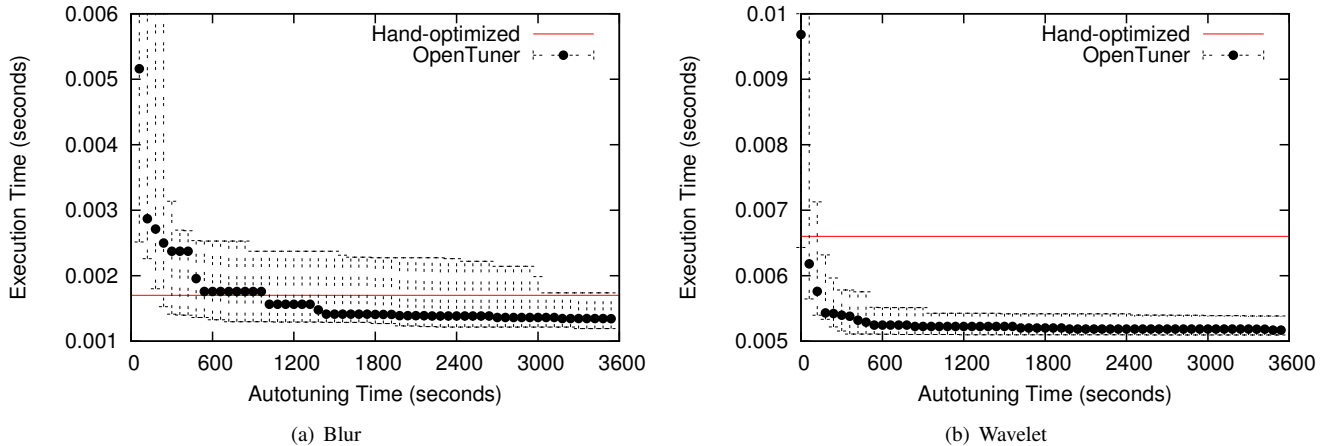 0.006
0.005
0.004
0.003
0.002
0.001
0 600 1200 1800 2400 3000 3600
Execution Time (seconds)
Autotuning Time (seconds)
Hand-optimized
OpenTuner
(a) Blur
0.01
0.009
0.008
0.007
0.006
0.005
0 600 1200 1800 2400 3000 3600
Execution Time (seconds)
Autotuning Time (seconds)
Hand-optimized
OpenTuner
(b) Wavelet